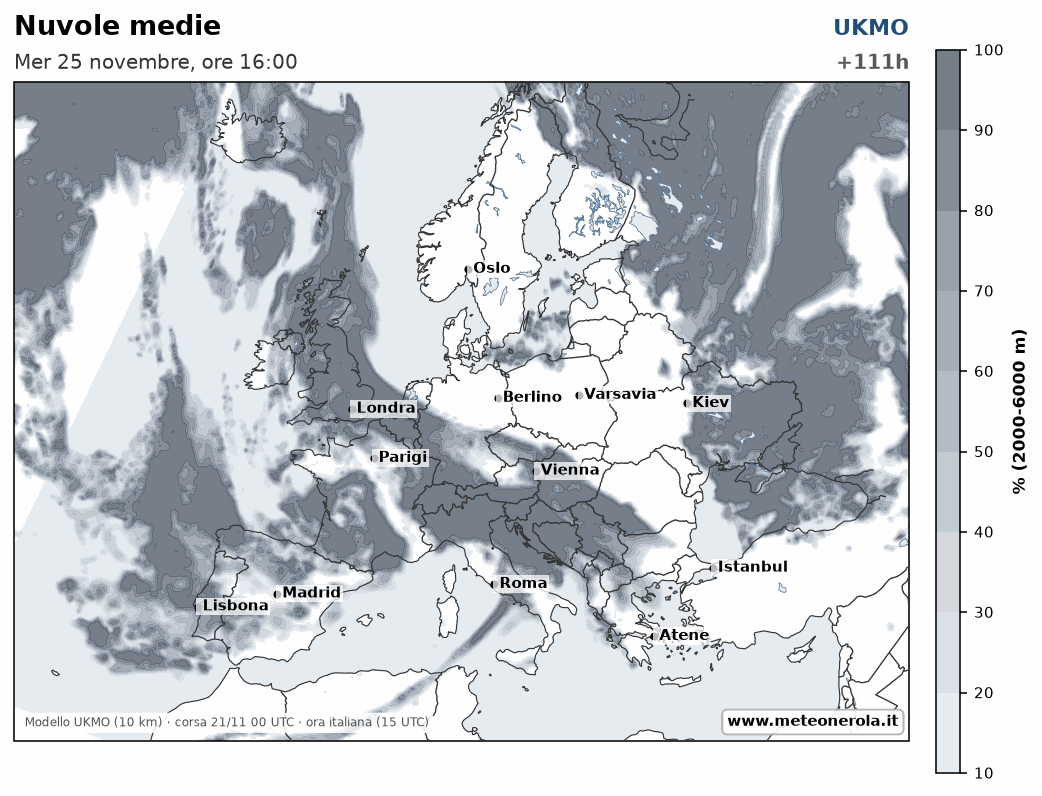 Nuvole medie
UKMO
Mer 25 novembre, ore 16:00
+111h
100
90
80
70
60
50
40
30
20
10
% (2000-6000 m)
Oslo
Berlino
Varsavia
Kiev
Londra
Parigi
Vienna
Istanbul
Roma
Madrid
Lisbona
Atene
Modello UKMO (10 km) · corsa 21/11 00 UTC · ora italiana (15 UTC)
www.meteonerola.it